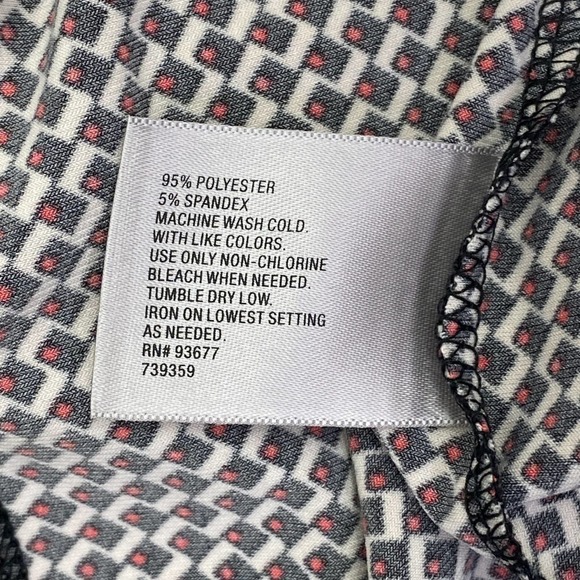 95% POLYESTER
5% SPANDEX
MACHINE WASH COLD.
WITH LIKE COLORS.
USE ONLY NON-CHLORINE
BLEACH WHEN NEEDED.
TUMBLE DRY LOW.
IRON ON LOWEST SETTING
AS NEEDED.
RN# 93677
739359